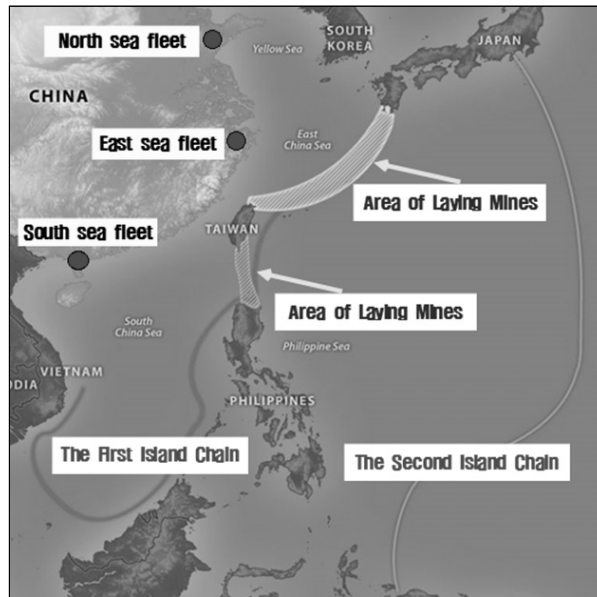 North sea fleet
Yellow Sea
SOUTH
KOREA
JAPAN
CHINA
East sea fleet
East
China Sea
Area of Laying Mines
South sea fleet
TAIWAN
Area of Laying Mines
South
China Sea
Philippine Sea
VIETNAM
ODIA
PHILIPPINES
The First Island Chain
The Second Island Chain